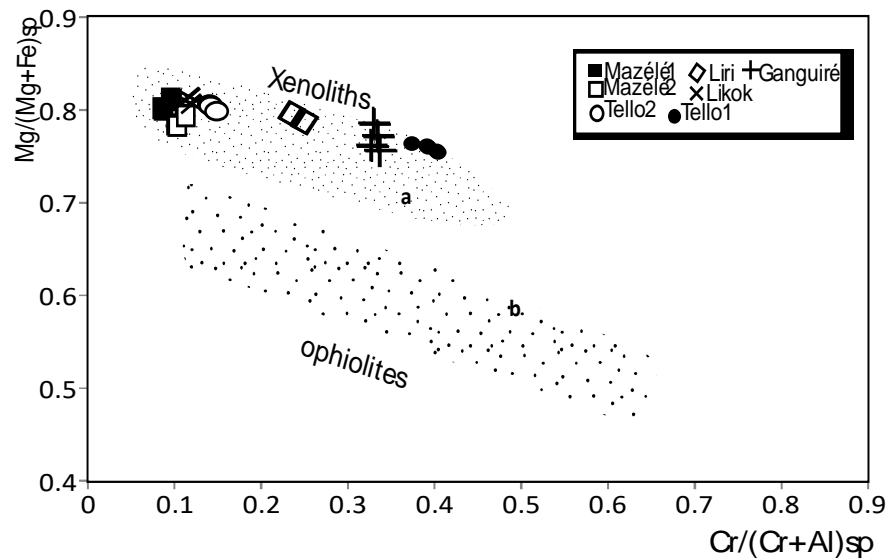 Mg/(Mg+Fe)sp
0.9
0.8
0.7
0.6
0.5
0.4
Xenoliths
a
b
ophiolites
Mazélé1
Mazélé2
Tello2
Liri
Likok
Tello1
Ganguiré
0 0.1 0.2 0.3 0.4 0.5 0.6 0.7 0.8 0.9
Cr/(Cr+Al)sp